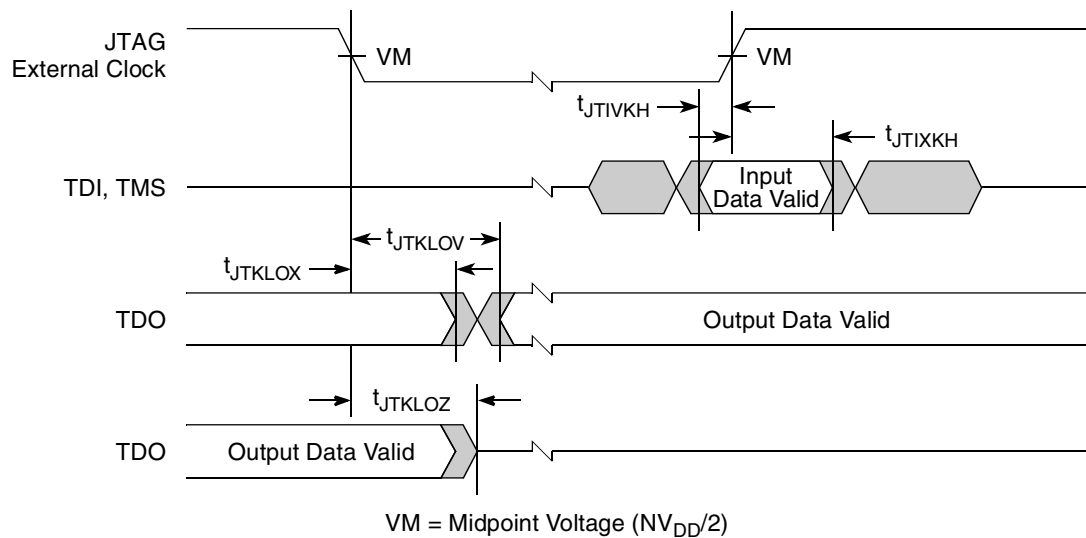 JTAG
External Clock
VM
VM
tJTIVKH
tJTIXKH
TDI, TMS
Input
Data Valid
tJTKLOV
tJTKLOX
TDO
Output Data Valid
tJTKLOZ
TDO
Output Data Valid
VM = Midpoint Voltage (NVDD/2)